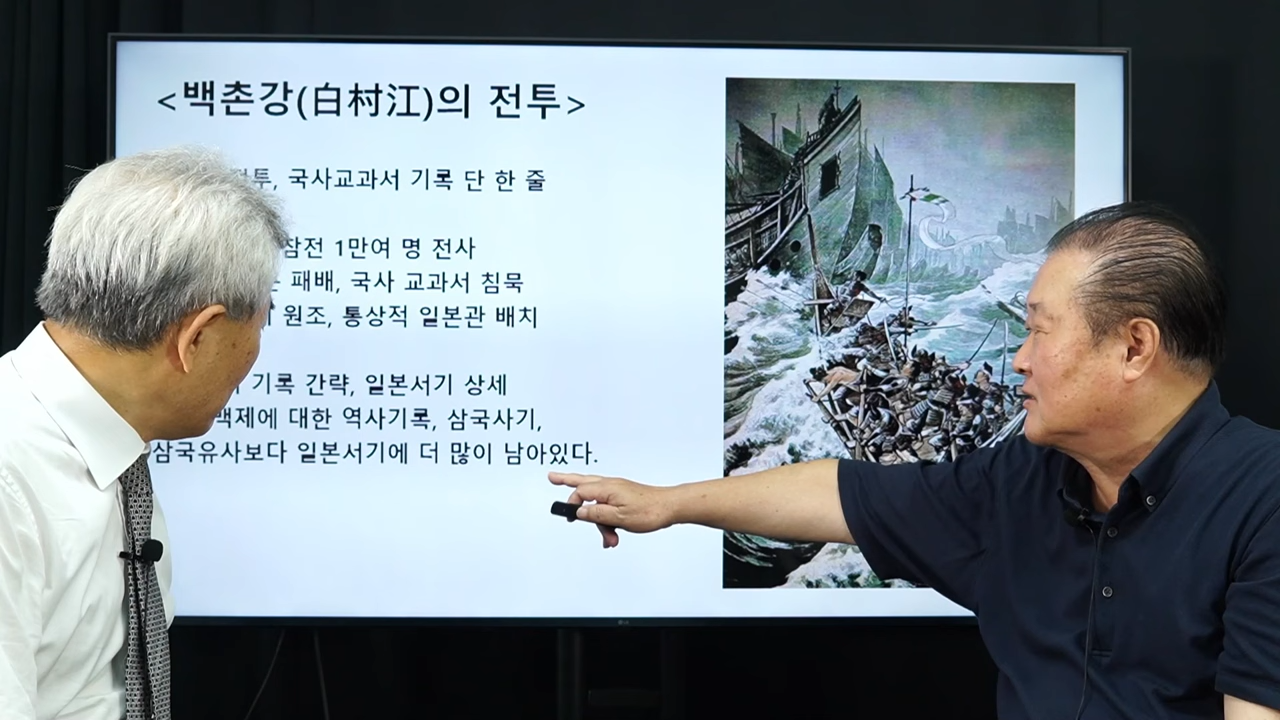 <백촌강(白村江)의 전투>
국사교과서 기록 단 한 줄
참전 1만여 명 전사
패배, 국사 교과서 침묵
원조, 통상적 일본관 배치
기록 간략, 일본서기 상세
백제에 대한 역사기록, 삼국사기,
삼국유사보다 일본서기에 더 많이 남아있다.
LG